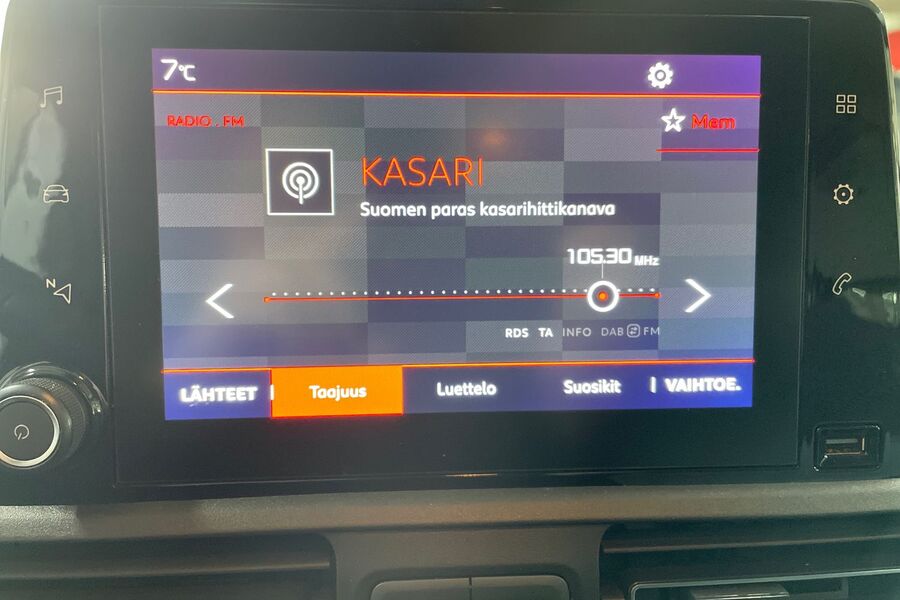 7°C
RADIO . FM
Mem
KASARI
Suomen paras kasarihittikanava
105.30 MHz
N
RDS TA INFO DAB FM
LÄHTEET
Taajuus
Luettelo
Suosikit
VAIHTOE.